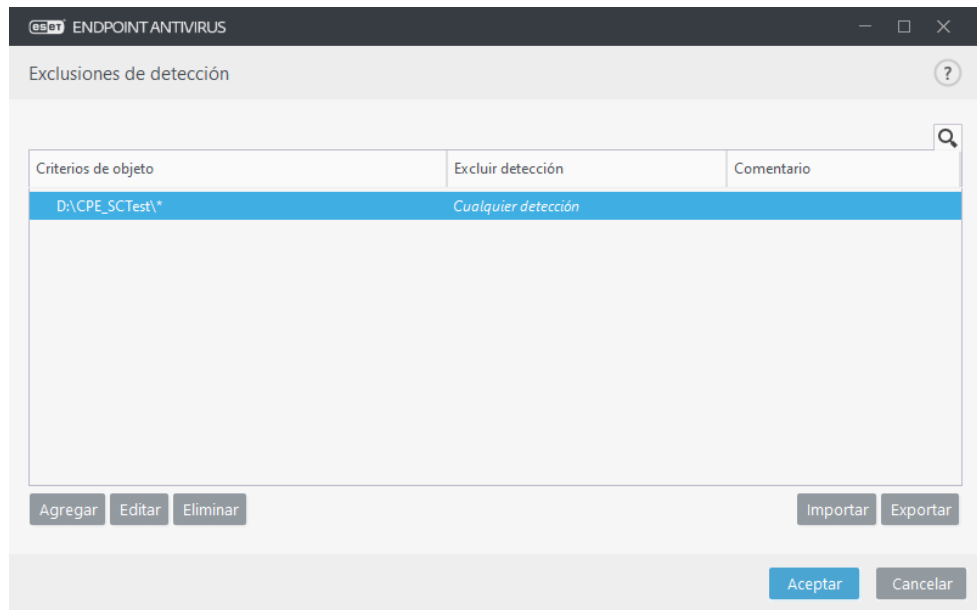 eset ENDPOINT ANTIVIRUS
Exclusiones de detección
?
Criterios de objeto Excluir detección Comentario
D:\CPE_SCTest\* Cualquier detección
Agregar Editar Eliminar Importar Exportar
Aceptar Cancelar